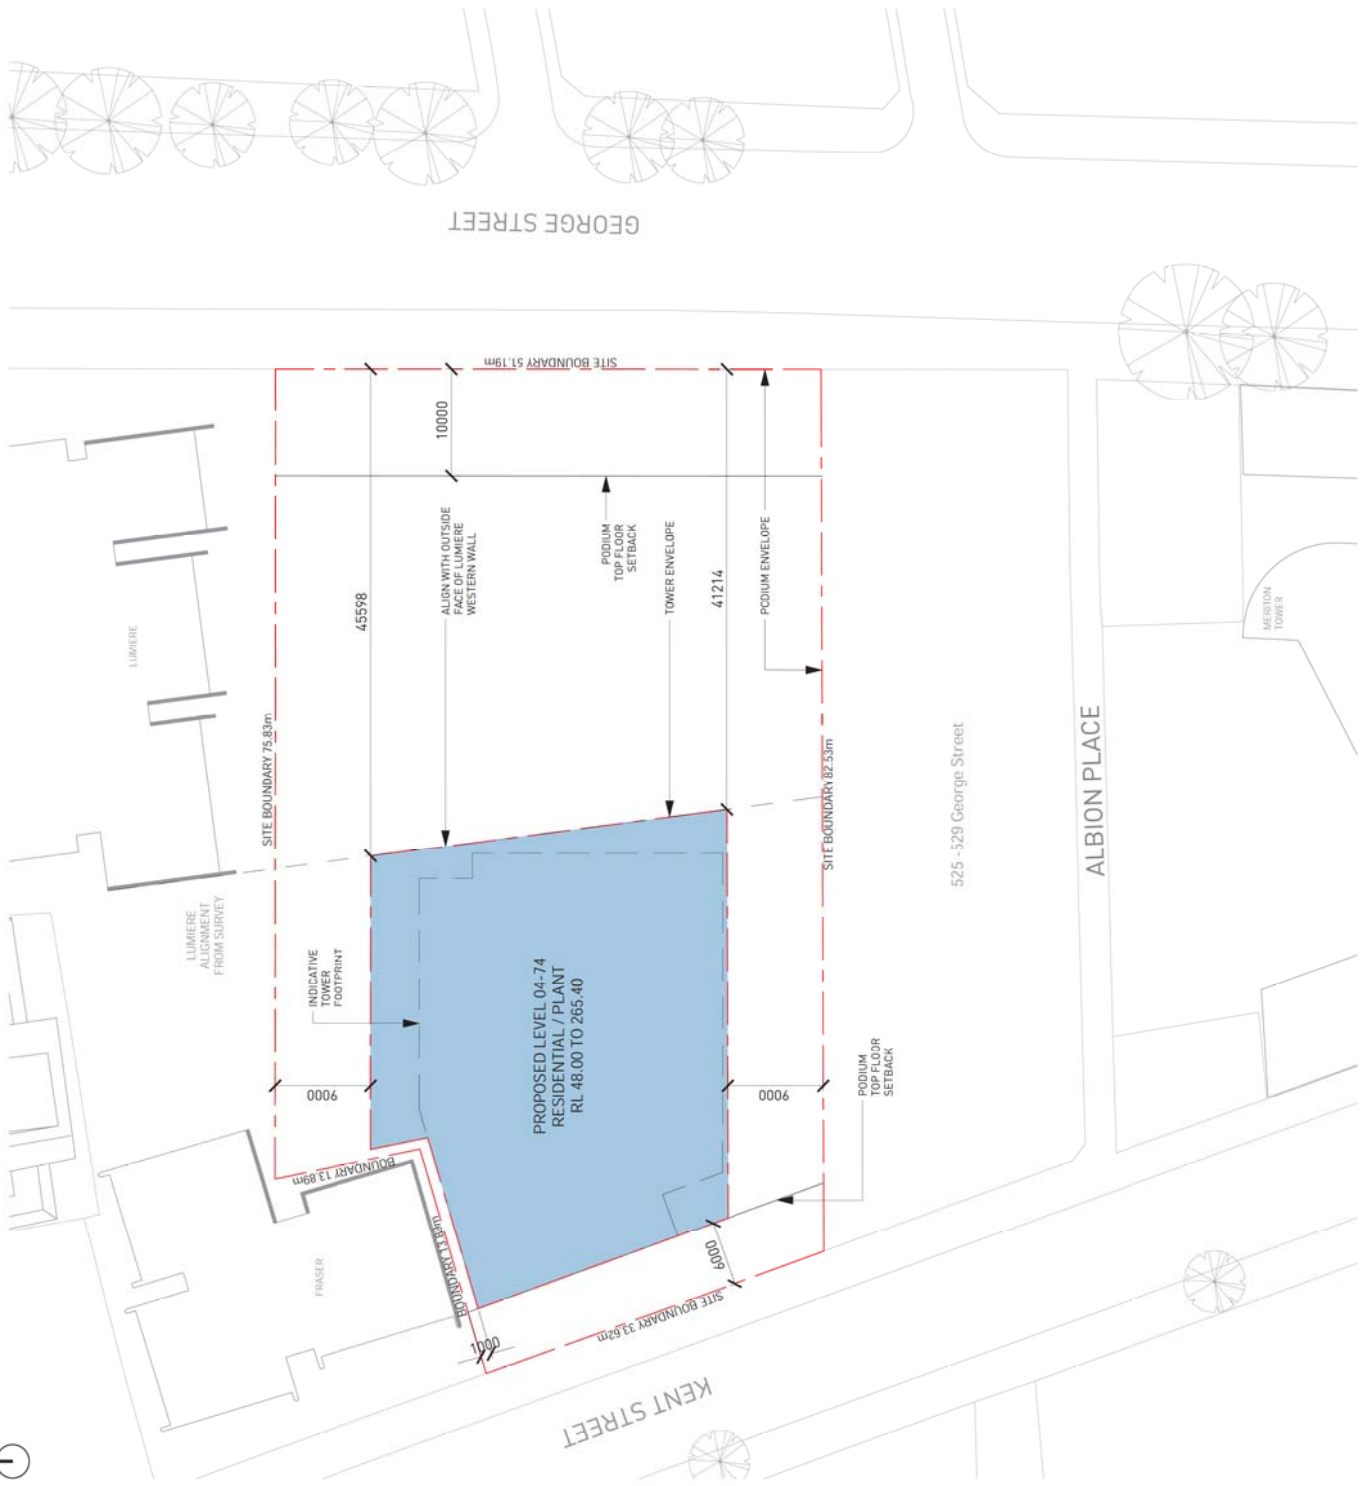 GEORGE STREET
SITE BOUNDARY 51.19m
10000
45598
ALIGN WITH OUTSIDE
FACE OF LUMIERE
WESTERN WALL
PODIUM
TOP FLOOR
SETBACK
TOWER ENVELOPE
41214
PODIUM ENVELOPE
LUMIERE
MERITON
TOWER
SITE BOUNDARY 75.83m
SITE BOUNDARY 82.53m
525 - 529 George Street
ALBION PLACE
LUMIERE
ALIGNMENT
FROM SURVEY
INDICATIVE
TOWER
FOOTPRINT
PROPOSED LEVEL 04-74
RESIDENTIAL / PLANT
RL 48.00 TO 265.40
9000
9000
PODIUM
TOP FLOOR
SETBACK
BOUNDARY 13.89m
BOUNDARY 13.89m
FRASER
6000
SITE BOUNDARY 33.62m
1000
KENT STREET